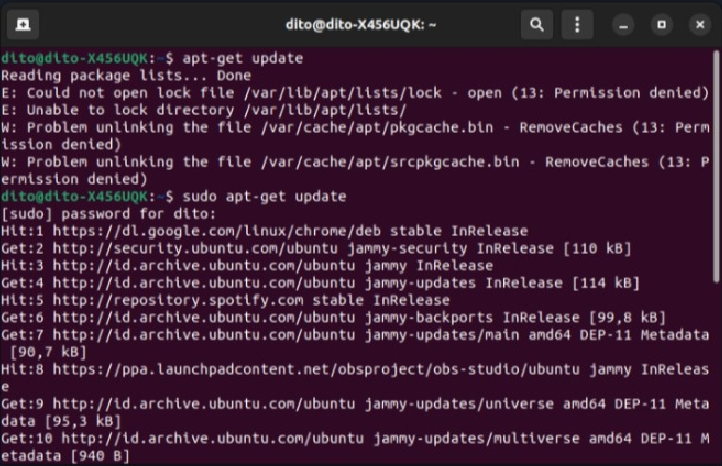 dito@dito-X456UQK: ~
dito@dito-X456UQK:~$ apt-get update
Reading package lists... Done
E: Could not open lock file /var/lib/apt/lists/lock - open (13: Permission denied)
E: Unable to lock directory /var/lib/apt/lists/
W: Problem unlinking the file /var/cache/apt/pkgcache.bin - RemoveCaches (13: Perm
ission denied)
W: Problem unlinking the file /var/cache/apt/srcpkgcache.bin - RemoveCaches (13: P
ermission denied)
dito@dito-X456UQK:~$ sudo apt-get update
[sudo] password for dito:
Hit:1 https://dl.google.com/linux/chrome/deb stable InRelease
Get:2 http://security.ubuntu.com/ubuntu jammy-security InRelease [110 kB]
Hit:3 http://id.archive.ubuntu.com/ubuntu jammy InRelease
Get:4 http://id.archive.ubuntu.com/ubuntu jammy-updates InRelease [114 kB]
Hit:5 http://repository.spotify.com stable InRelease
Get:6 http://id.archive.ubuntu.com/ubuntu jammy-backports InRelease [99,8 kB]
Get:7 http://id.archive.ubuntu.com/ubuntu jammy-updates/main amd64 DEP-11 Metadata
[90,7 kB]
Hit:8 https://ppa.launchpadcontent.net/obsproject/obs-studio/ubuntu jammy InReleas
e
Get:9 http://id.archive.ubuntu.com/ubuntu jammy-updates/universe amd64 DEP-11 Meta
data [95,3 kB]
Get:10 http://id.archive.ubuntu.com/ubuntu jammy-updates/multiverse amd64 DEP-11 M
etadata [940 B]